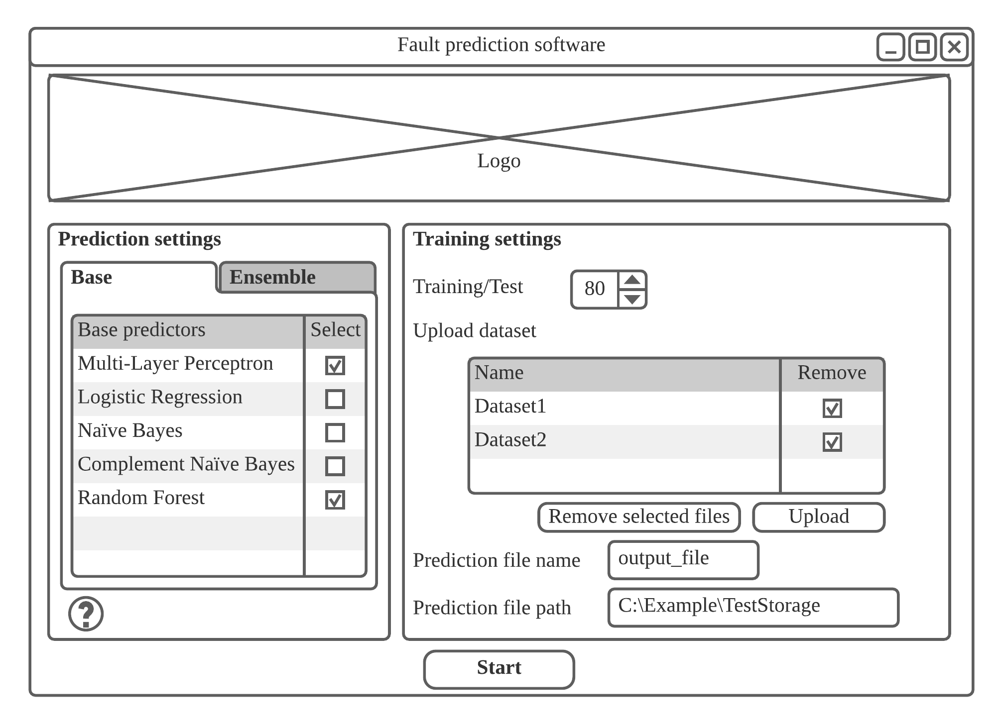 Fault prediction software
Logo
Prediction settings
Base
Ensemble
Base predictors Select
Multi-Layer Perceptron
Logistic Regression
Naïve Bayes
Complement Naïve Bayes
Random Forest
?
Training settings
Training/Test 80
Upload dataset
Name Remove
Dataset1
Dataset2
Remove selected files Upload
Prediction file name output_file
Prediction file path C:\Example\TestStorage
Start